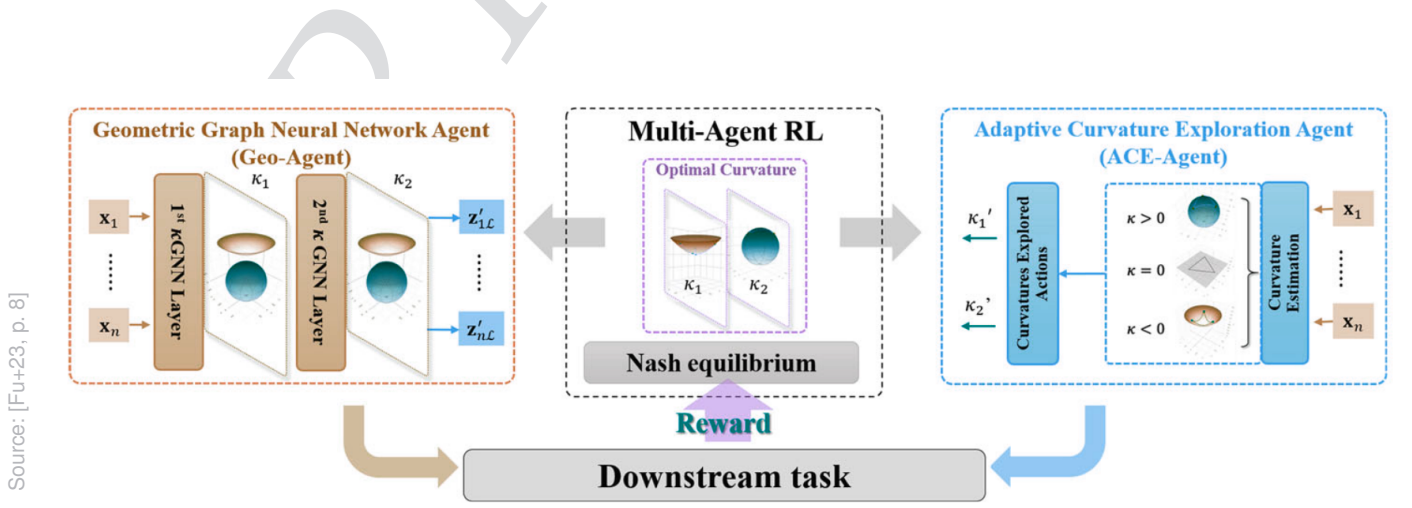 Source: [Fu+23, p. 8]
Geometric Graph Neural Network Agent
(Geo-Agent)
x₁
······
xₙ
1st κGNN Layer
κ₁
2nd κ GNN Layer
κ₂
z′₁ℒ
······
z′ₙℒ
Multi-Agent RL
Optimal Curvature
κ₁
κ₂
Nash equilibrium
Reward
Downstream task
Adaptive Curvature Exploration Agent
(ACE-Agent)
κ₁′
κ₂'
Curvatures Explored
Actions
κ > 0
κ = 0
κ < 0
Curvature
Estimation
x₁
······
xₙ